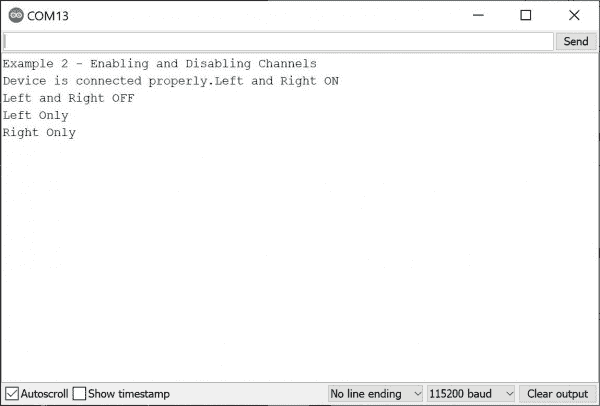 COM13
Send
Example 2 - Enabling and Disabling Channels
Device is connected properly.Left and Right ON
Left and Right OFF
Left Only
Right Only
Autoscroll Show timestamp No line ending 115200 baud Clear output